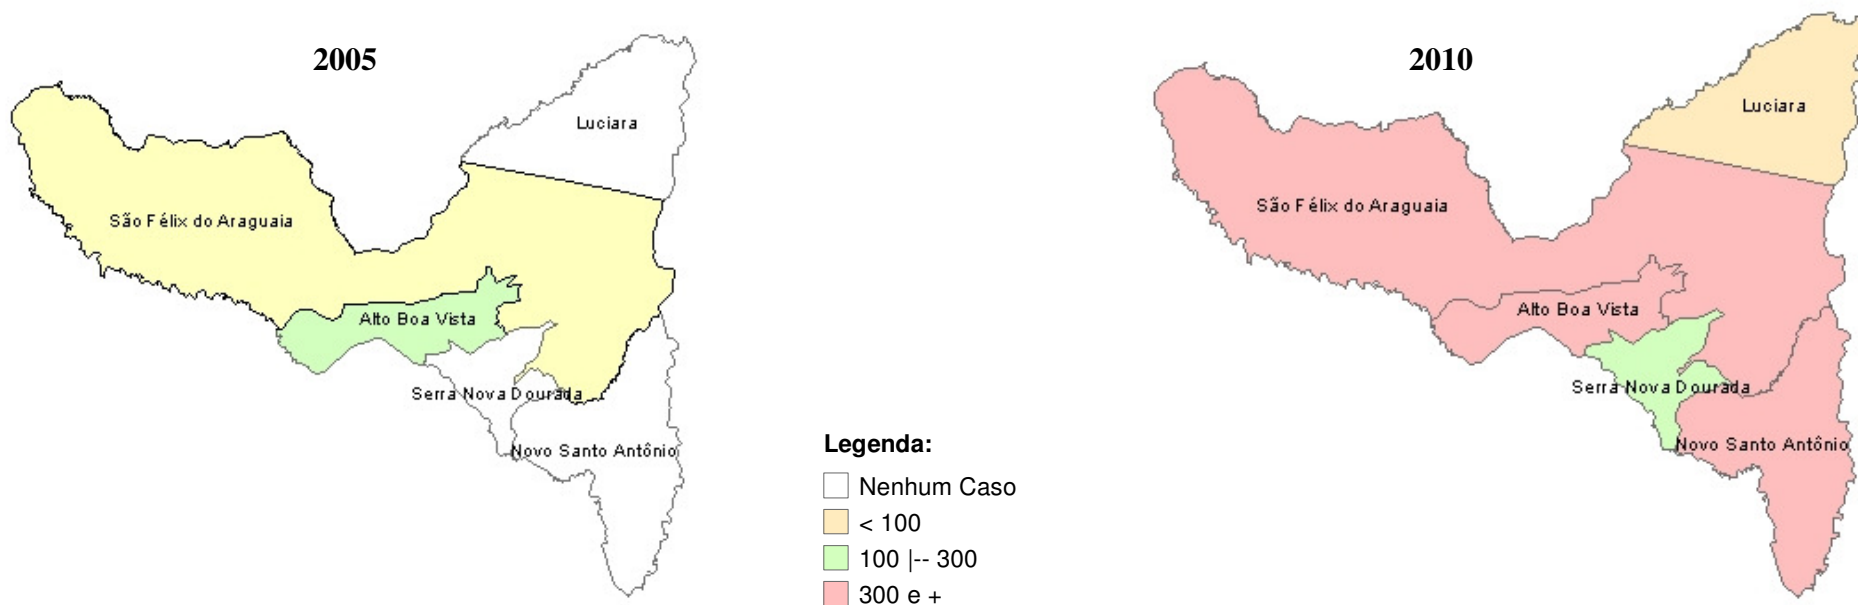 2005
Luciara
São Félix do Araguaia
Alto Boa Vista
Serra Nova Dourada
Novo Santo Antônio
Legenda:
Nenhum Caso
< 100
100 |-- 300
300 e +
2010
Luciara
São Félix do Araguaia
Alto Boa Vista
Serra Nova Dourada
Novo Santo Antônio